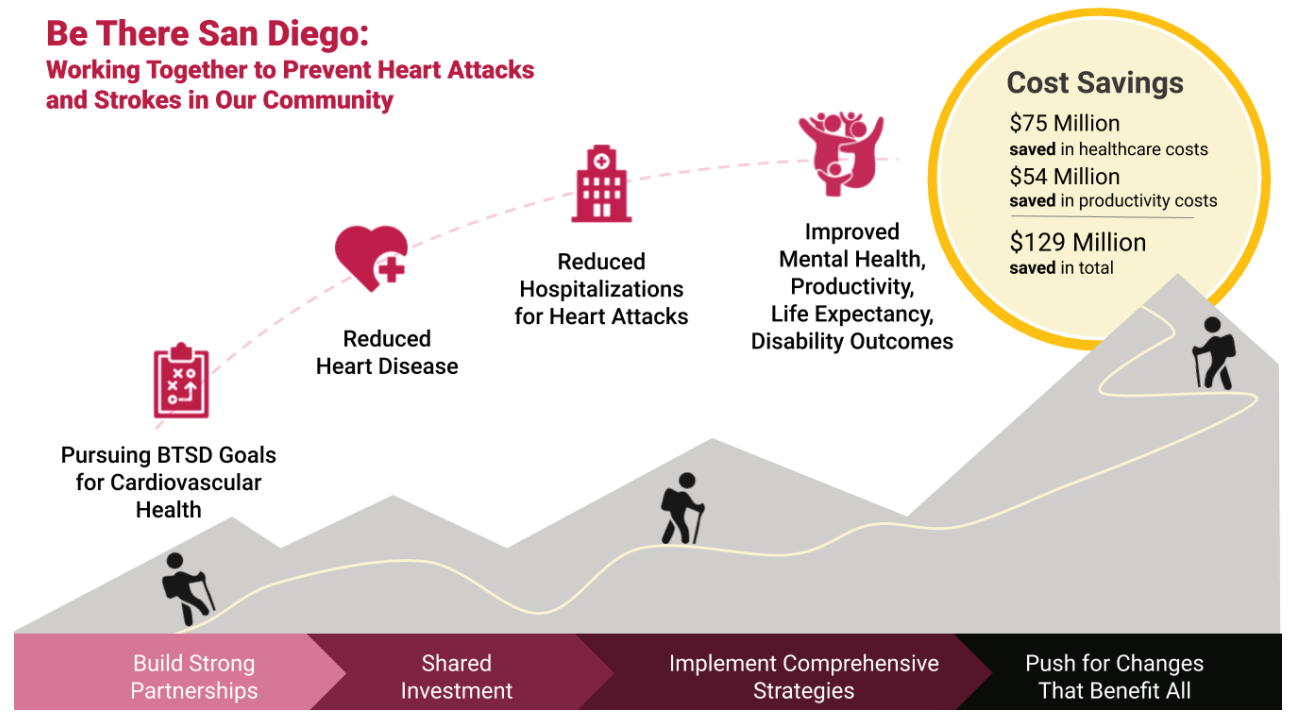 Be There San Diego:
Working Together to Prevent Heart Attacks
and Strokes in Our Community
Cost Savings
$75 Million
saved in healthcare costs
$54 Million
saved in productivity costs
$129 Million
saved in total
Improved
Mental Health,
Productivity,
Life Expectancy,
Disability Outcomes
Reduced
Hospitalizations
for Heart Attacks
Reduced
Heart Disease
Pursuing BTSD Goals
for Cardiovascular
Health
Build Strong
Partnerships
Shared
Investment
Implement Comprehensive
Strategies
Push for Changes
That Benefit All